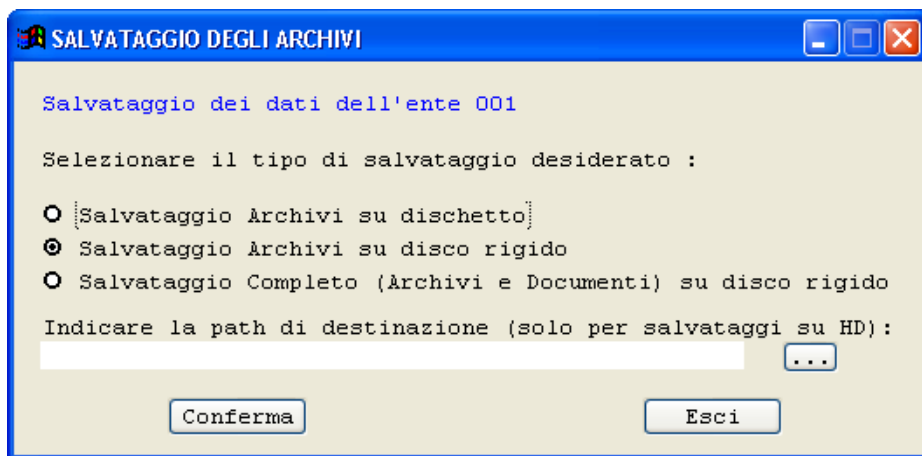 SALVATAGGIO DEGLI ARCHIVI
Salvataggio dei dati dell'ente 001
Selezionare il tipo di salvataggio desiderato :
Salvataggio Archivi su dischetto
Salvataggio Archivi su disco rigido
Salvataggio Completo (Archivi e Documenti) su disco rigido
Indicare la path di destinazione (solo per salvataggi su HD):
...
Conferma Esci